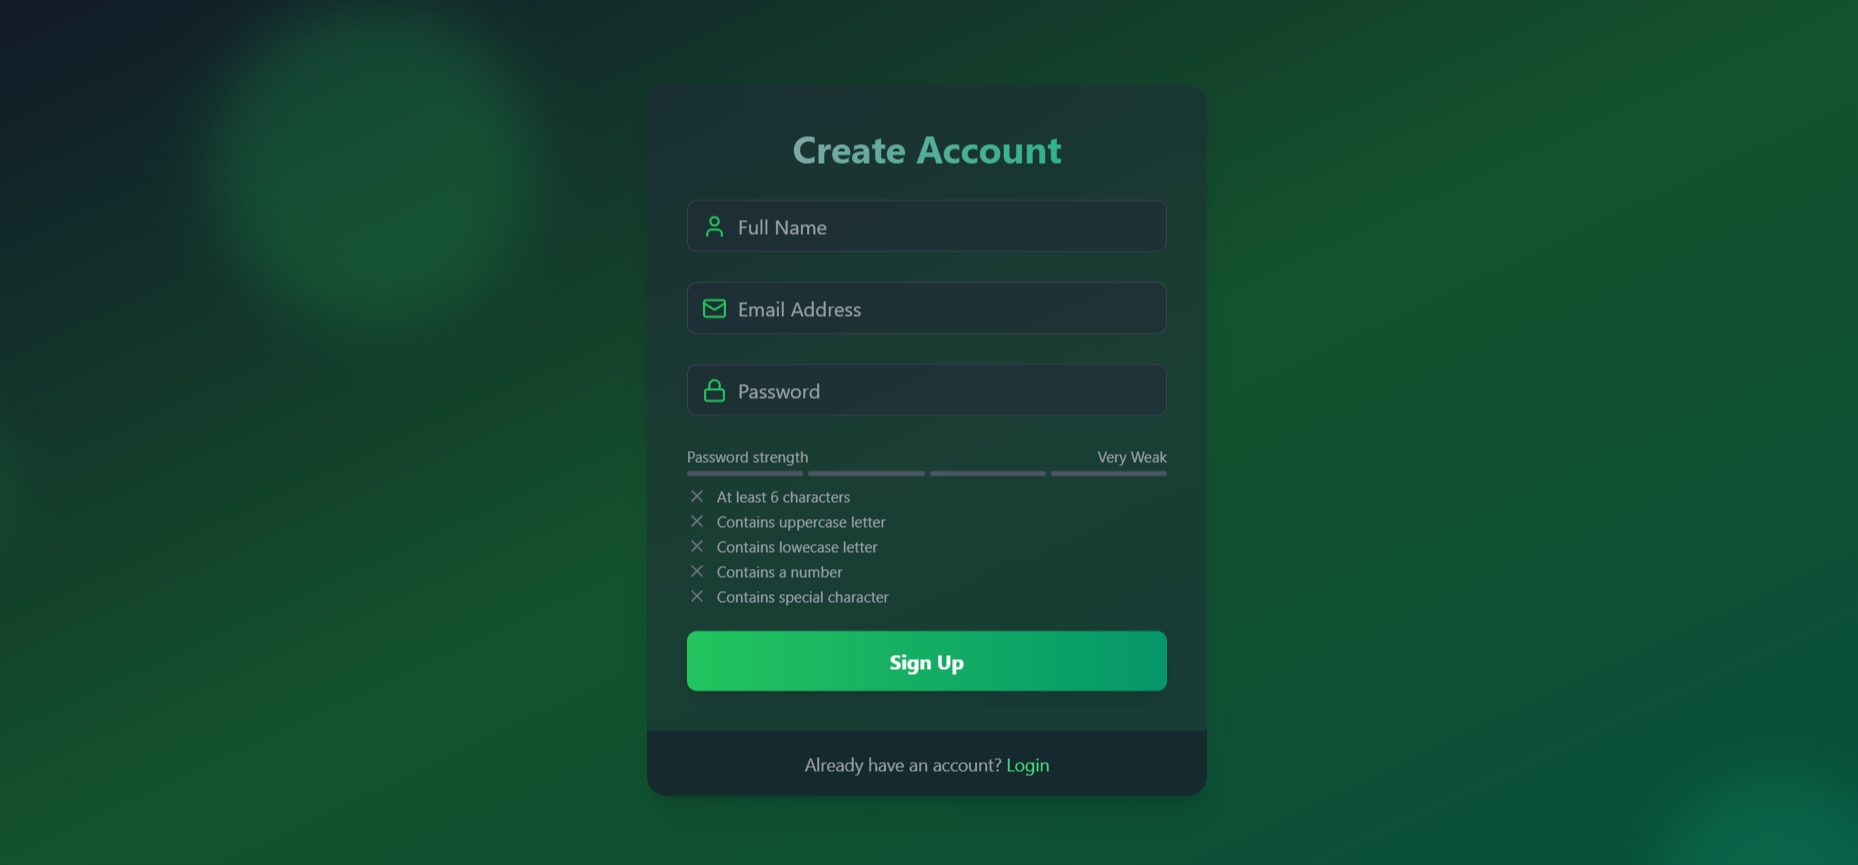 Create Account
Full Name
Email Address
Password
Password strength Very Weak
At least 6 characters
Contains uppercase letter
Contains lowecase letter
Contains a number
Contains special character
Sign Up
Already have an account? Login